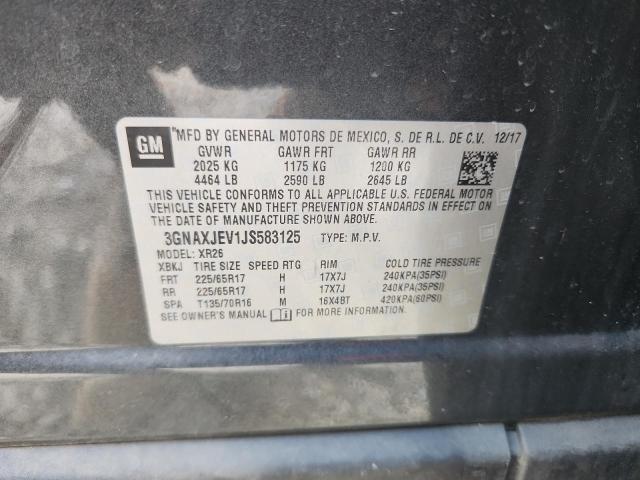 GM
MFD BY GENERAL MOTORS DE MEXICO, S. DE R.L. DE C.V. 12/17
GVWR GAWR FRT GAWR RR
2025 KG 1175 KG 1200 KG
4464 LB 2590 LB 2645 LB
THIS VEHICLE CONFORMS TO ALL APPLICABLE U.S. FEDERAL MOTOR
VEHICLE SAFETY AND THEFT PREVENTION STANDARDS IN EFFECT ON
THE DATE OF MANUFACTURE SHOWN ABOVE.
3GNAXJEV1JS583125 TYPE: M.P.V.
MODEL: XR26
XBKJ TIRE SIZE SPEED RTG RIM COLD TIRE PRESSURE
FRT 225/65R17 H 17X7J 240KPA(35PSI)
RR 225/65R17 H 17X7J 240KPA(35PSI)
SPA T135/70R16 M 16X4BT 420KPA(60PSI)
SEE OWNER'S MANUAL i FOR MORE INFORMATION.